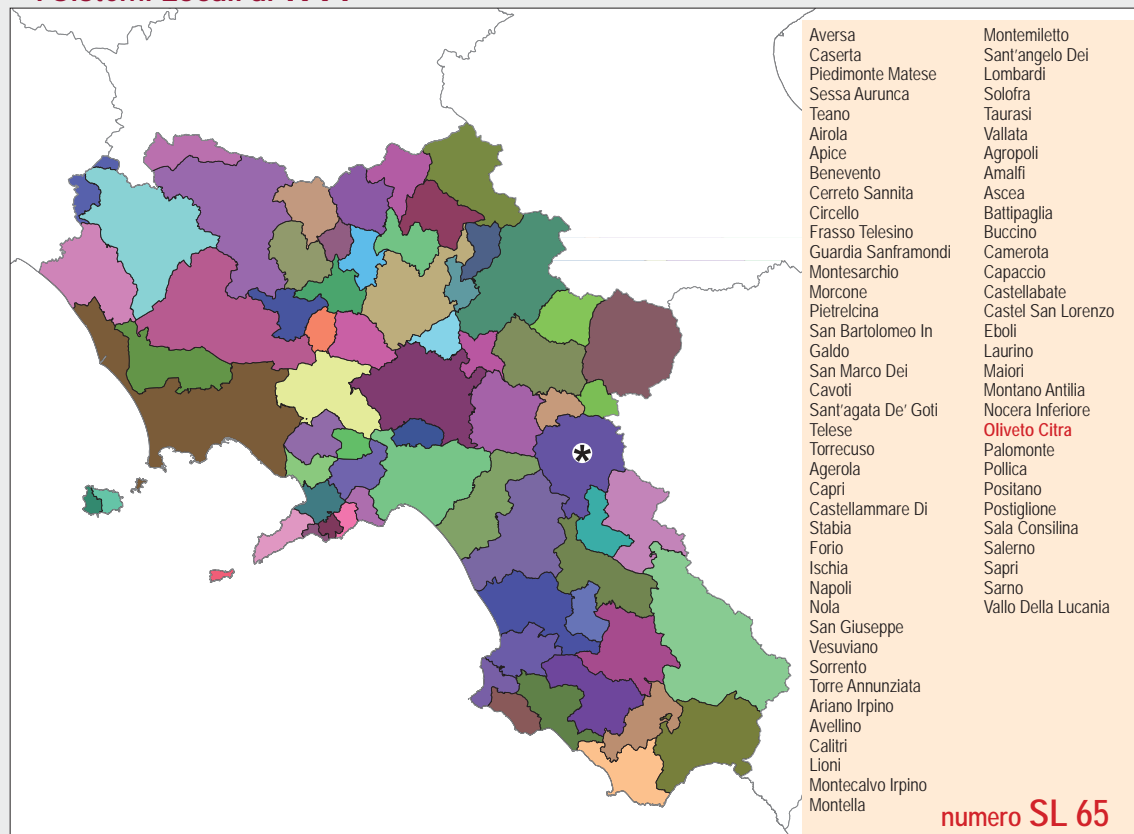 Aversa
Caserta
Piedimonte Matese
Sessa Aurunca
Teano
Airola
Apice
Benevento
Cerreto Sannita
Circello
Frasso Telesino
Guardia Sanframondi
Montesarchio
Morcone
Pietrelcina
San Bartolomeo In
Galdo
San Marco Dei
Cavoti
Sant'agata De' Goti
Telese
Torrecuso
Agerola
Capri
Castellammare Di
Stabia
Forio
Ischia
Napoli
Nola
San Giuseppe
Vesuviano
Sorrento
Torre Annunziata
Ariano Irpino
Avellino
Calitri
Lioni
Montecalvo Irpino
Montella
Montemiletto
Sant'angelo Dei
Lombardi
Solofra
Taurasi
Vallata
Agropoli
Amalfi
Ascea
Battipaglia
Buccino
Camerota
Capaccio
Castellabate
Castel San Lorenzo
Eboli
Laurino
Maiori
Montano Antilia
Nocera Inferiore
Oliveto Citra
Palomonte
Pollica
Positano
Postiglione
Sala Consilina
Salerno
Sapri
Sarno
Vallo Della Lucania
numero SL 65